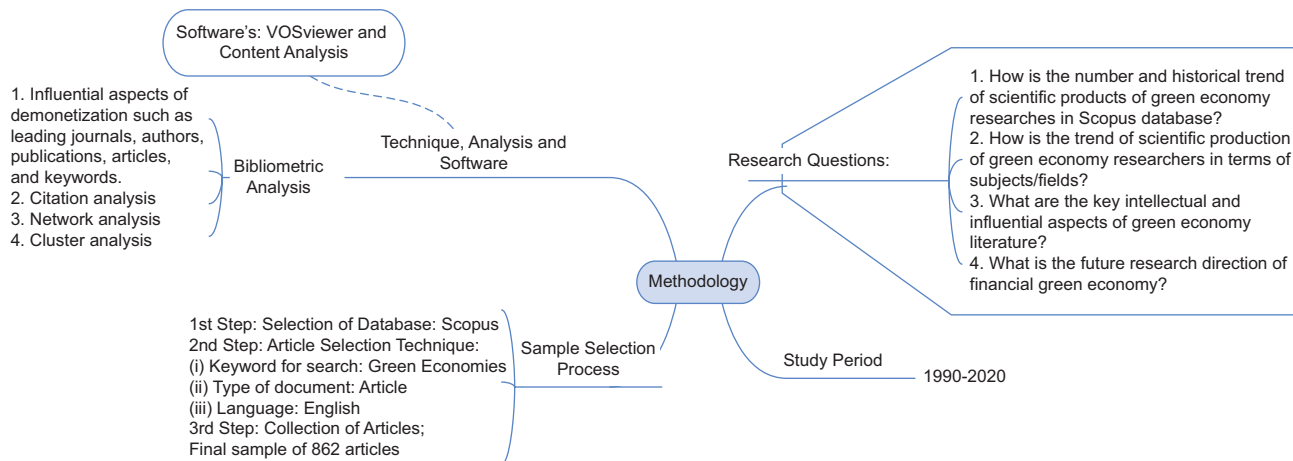 Software's: VOSviewer and
Content Analysis
1. Influential aspects of
demonetization such as
leading journals, authors,
publications, articles,
and keywords.
2. Citation analysis
3. Network analysis
4. Cluster analysis
Bibliometric
Analysis
Technique, Analysis and
Software
Research Questions:
1. How is the number and historical trend
of scientific products of green economy
researches in Scopus database?
2. How is the trend of scientific production
of green economy researchers in terms of
subjects/fields?
3. What are the key intellectual and
influential aspects of green economy
literature?
4. What is the future research direction of
financial green economy?
Methodology
1st Step: Selection of Database: Scopus
2nd Step: Article Selection Technique:
(i) Keyword for search: Green Economies
(ii) Type of document: Article
(iii) Language: English
3rd Step: Collection of Articles;
Final sample of 862 articles
Sample Selection
Process
Study Period
1990-2020